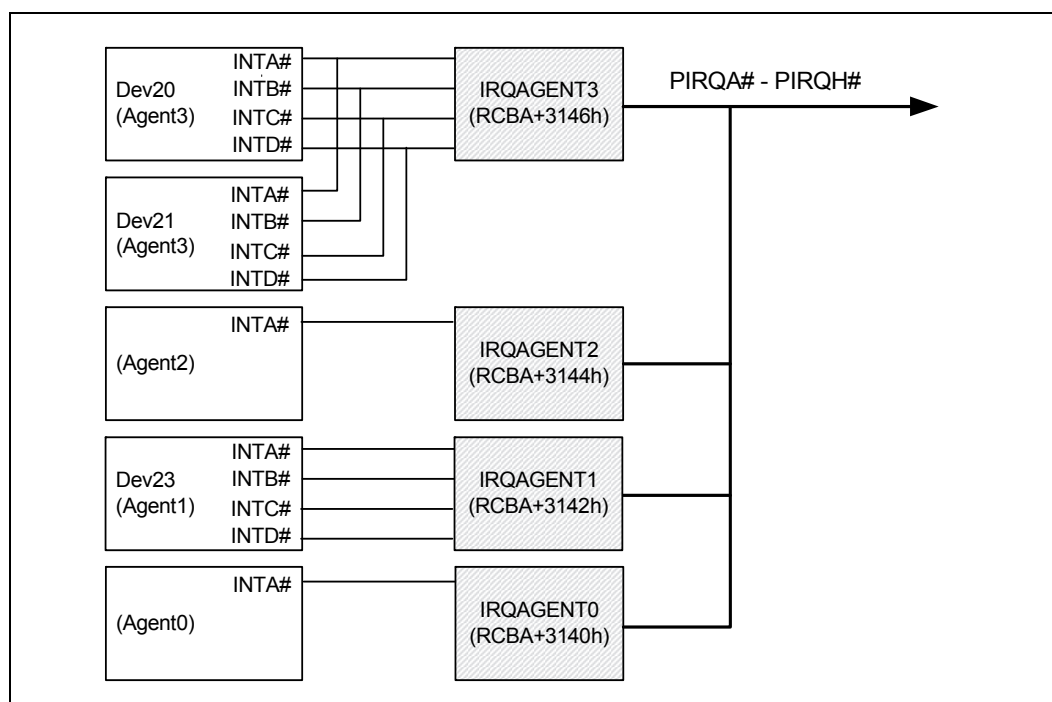 Dev20
(Agent3)
INTA#
INTB#
INTC#
INTD#
IRQAGENT3
(RCBA+3146h)
PIRQA# - PIRQH#
Dev21
(Agent3)
INTA#
INTB#
INTC#
INTD#
(Agent2)
INTA#
IRQAGENT2
(RCBA+3144h)
Dev23
(Agent1)
INTA#
INTB#
INTC#
INTD#
IRQAGENT1
(RCBA+3142h)
(Agent0)
INTA#
IRQAGENT0
(RCBA+3140h)